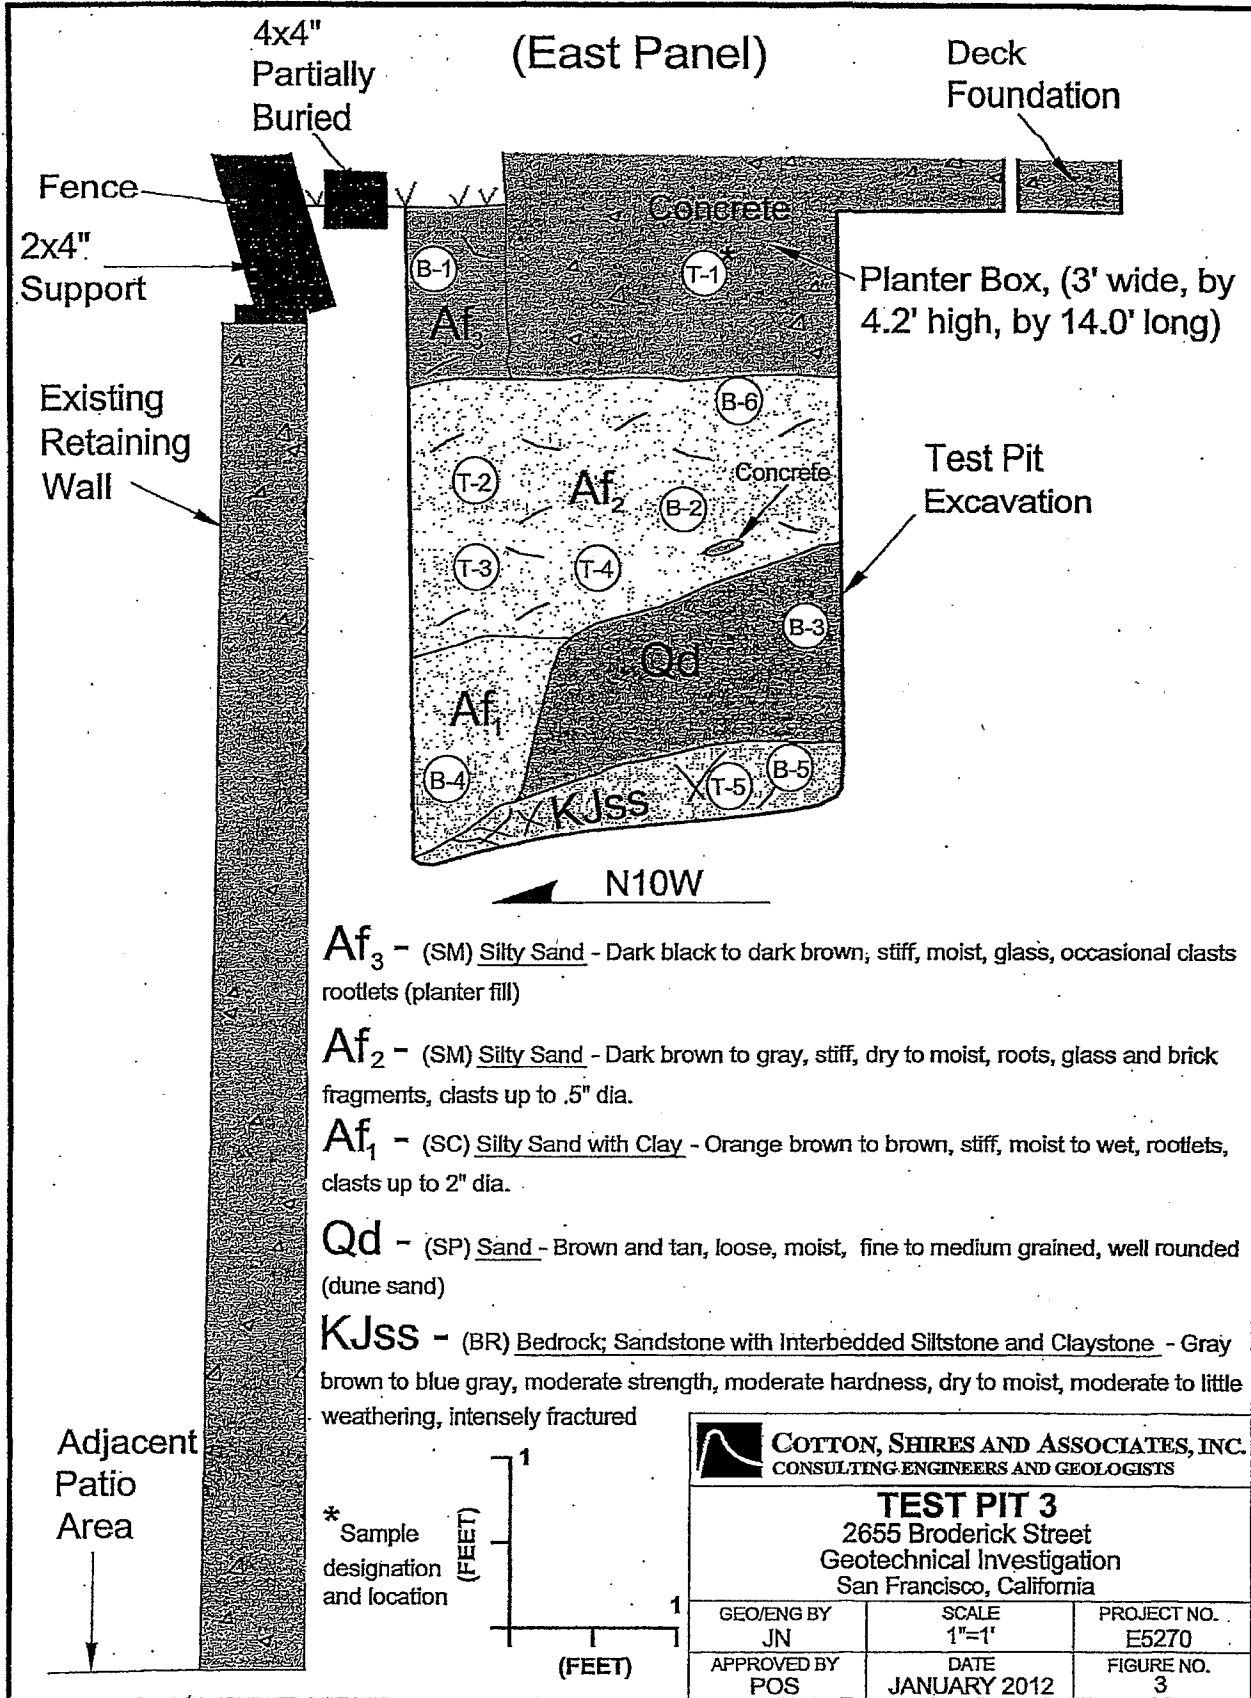 (East Panel)
4x4"
Partially
Buried
Deck
Foundation
Fence
2x4"
Support
Concrete
B-1
T-1*
Af3
Planter Box, (3' wide, by
4.2' high, by 14.0' long)
Existing
Retaining
Wall
B-6
T-2
Af2
B-2
Concrete
Test Pit
Excavation
T-3
T-4
B-3
Qd
Af1
B-4
T-5
B-5
KJss
N10W
Af3 - (SM) Silty Sand - Dark black to dark brown, stiff, moist, glass, occasional clasts
rootlets (planter fill)
Af2 - (SM) Silty Sand - Dark brown to gray, stiff, dry to moist, roots, glass and brick
fragments, clasts up to .5" dia.
Af1 - (SC) Silty Sand with Clay - Orange brown to brown, stiff, moist to wet, rootlets,
clasts up to 2" dia.
Qd - (SP) Sand - Brown and tan, loose, moist, fine to medium grained, well rounded
(dune sand)
KJss - (BR) Bedrock; Sandstone with Interbedded Siltstone and Claystone - Gray
brown to blue gray, moderate strength, moderate hardness, dry to moist, moderate to little
weathering, intensely fractured
Adjacent
Patio
Area
*Sample
designation
and location
1
(FEET)
1
(FEET)
COTTON, SHIRES AND ASSOCIATES, INC.
CONSULTING ENGINEERS AND GEOLOGISTS
TEST PIT 3
2655 Broderick Street
Geotechnical Investigation
San Francisco, California
GEO/ENG BY
JN
SCALE
1"=1'
PROJECT NO.
E5270
APPROVED BY
POS
DATE
JANUARY 2012
FIGURE NO.
3